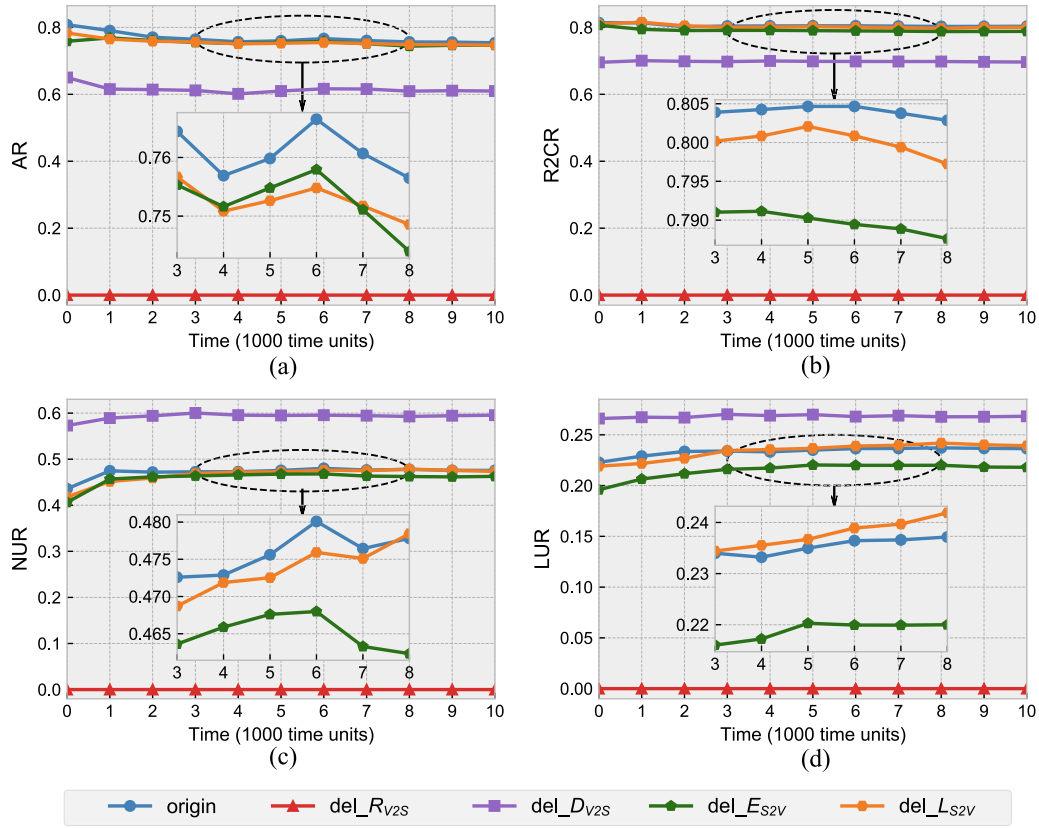 AR
0.8
0.6
0.4
0.2
0.0
0.76
0.75
3 4 5 6 7 8
0 1 2 3 4 5 6 7 8 9 10
Time (1000 time units)
(a)
R2CR
0.8
0.6
0.4
0.2
0.0
0.805
0.800
0.795
0.790
3 4 5 6 7 8
0 1 2 3 4 5 6 7 8 9 10
Time (1000 time units)
(b)
NUR
0.6
0.5
0.4
0.3
0.2
0.1
0.0
0.480
0.475
0.470
0.465
3 4 5 6 7 8
0 1 2 3 4 5 6 7 8 9 10
Time (1000 time units)
(c)
LUR
0.25
0.20
0.15
0.10
0.05
0.00
0.24
0.23
0.22
3 4 5 6 7 8
0 1 2 3 4 5 6 7 8 9 10
Time (1000 time units)
(d)
origin del_R_V2S del_D_V2S del_E_S2V del_L_S2V